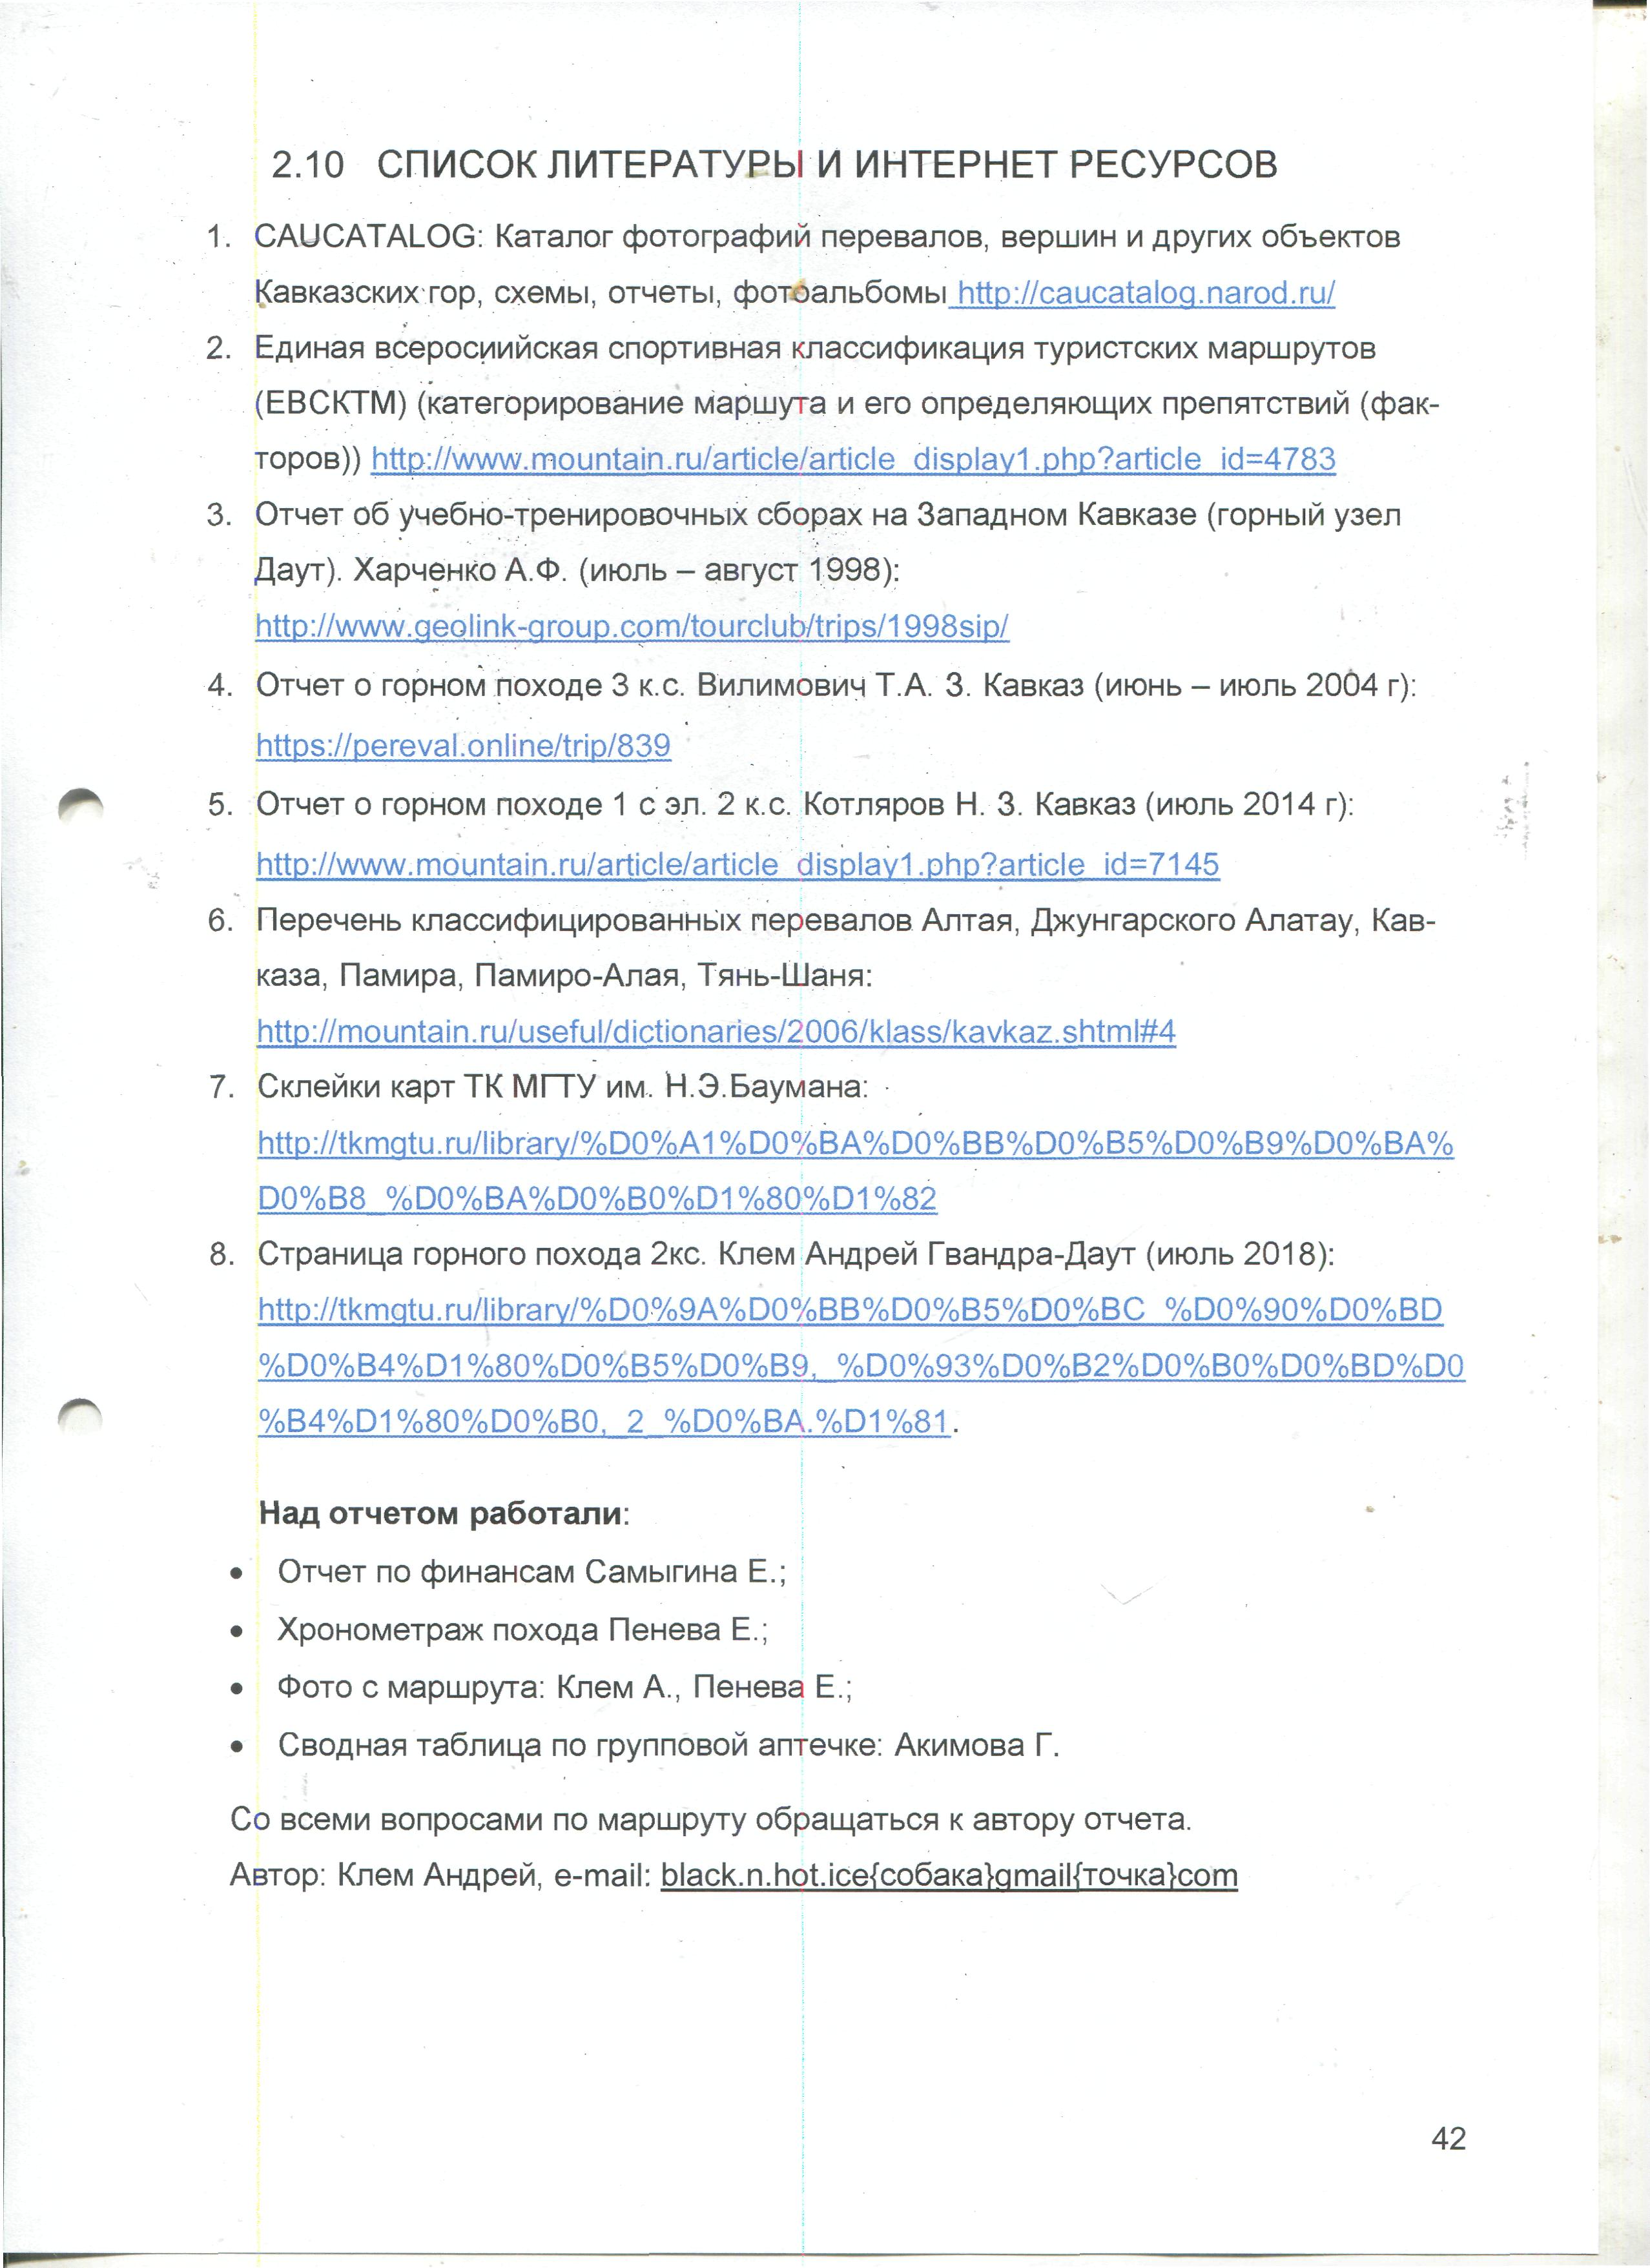 2.10 СПИСОК ЛИТЕРАТУРЫ И ИНТЕРНЕТ РЕСУРСОВ
1. CAUCATALOG: Каталог фотографий перевалов, вершин и других объектов
Кавказских гор, схемы, отчеты, фотоальбомы http://caucatalog.narod.ru/
2. Единая всеросиийская спортивная классификация туристских маршрутов
(ЕВСКТМ) (категорирование маршута и его определяющих препятствий (фак-
торов)) http://www.mountain.ru/article/article_display1.php?article_id=4783
3. Отчет об учебно-тренировочных сборах на Западном Кавказе (горный узел
Даут). Харченко А.Ф. (июль – август 1998):
http://www.geolink-group.com/tourclub/trips/1998sip/
4. Отчет о горном походе 3 к.с. Вилимович Т.А. З. Кавказ (июнь – июль 2004 г):
https://pereval.online/trip/839
5. Отчет о горном походе 1 с эл. 2 к.с. Котляров Н. З. Кавказ (июль 2014 г):
http://www.mountain.ru/article/article_display1.php?article_id=7145
6. Перечень классифицированных перевалов Алтая, Джунгарского Алатау, Кав-
каза, Памира, Памиро-Алая, Тянь-Шаня:
http://mountain.ru/useful/dictionaries/2006/klass/kavkaz.shtml#4
7. Склейки карт ТК МГТУ им. Н.Э.Баумана:
http://tkmgtu.ru/library/%D0%A1%D0%BA%D0%BB%D0%B5%D0%B9%D0%BA%
D0%B8_%D0%BA%D0%B0%D1%80%D1%82
8. Страница горного похода 2кс. Клем Андрей Гвандра-Даут (июль 2018):
http://tkmgtu.ru/library/%D0%9A%D0%BB%D0%B5%D0%BC_%D0%90%D0%BD
%D0%B4%D1%80%D0%B5%D0%B9,_%D0%93%D0%B2%D0%B0%D0%BD%D0
%B4%D1%80%D0%B0,_2_%D0%BA.%D1%81.
Над отчетом работали:
• Отчет по финансам Самыгина Е.;
• Хронометраж похода Пенева Е.;
• Фото с маршрута: Клем А., Пенева Е.;
• Сводная таблица по групповой аптечке: Акимова Г.
Со всеми вопросами по маршруту обращаться к автору отчета.
Автор: Клем Андрей, e-mail: black.n.hot.ice{собака}gmail{точка}com
42